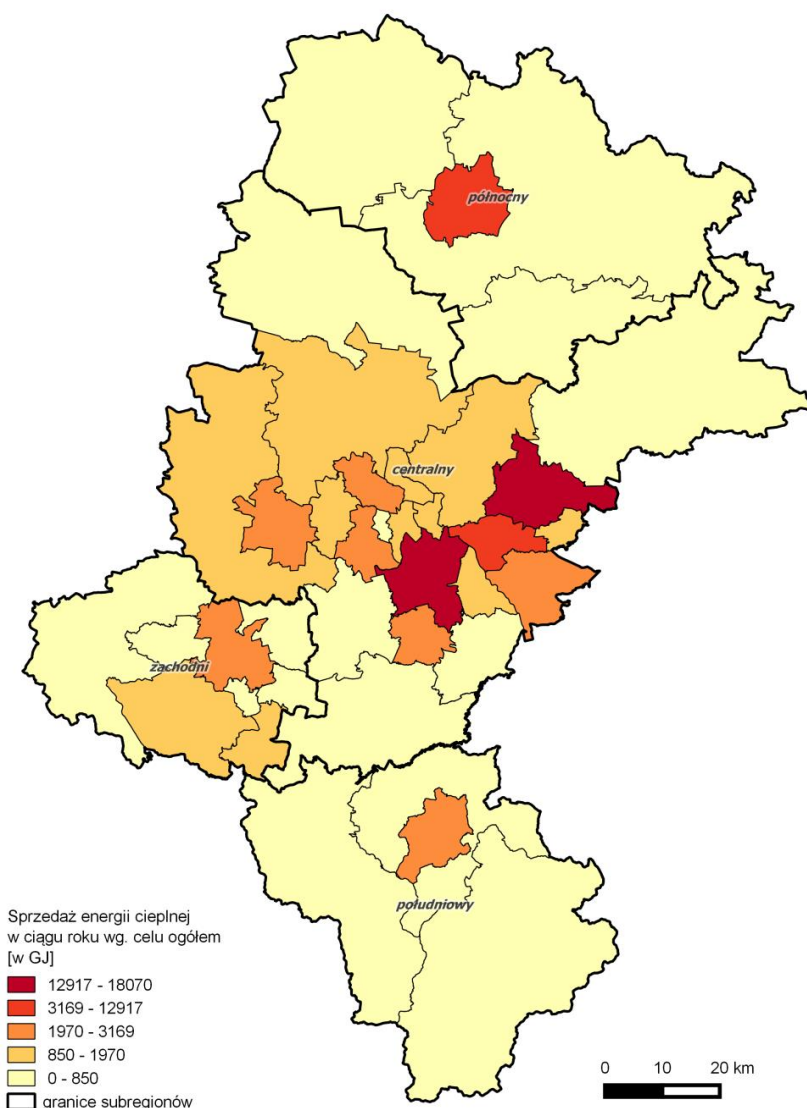 północny
centralny
zachodni
południowy
Sprzedaż energii cieplnej
w ciągu roku wg. celu ogółem
[w GJ]
12917 - 18070
3169 - 12917
1970 - 3169
850 - 1970
0 - 850
granice subregionów
0 10 20 km